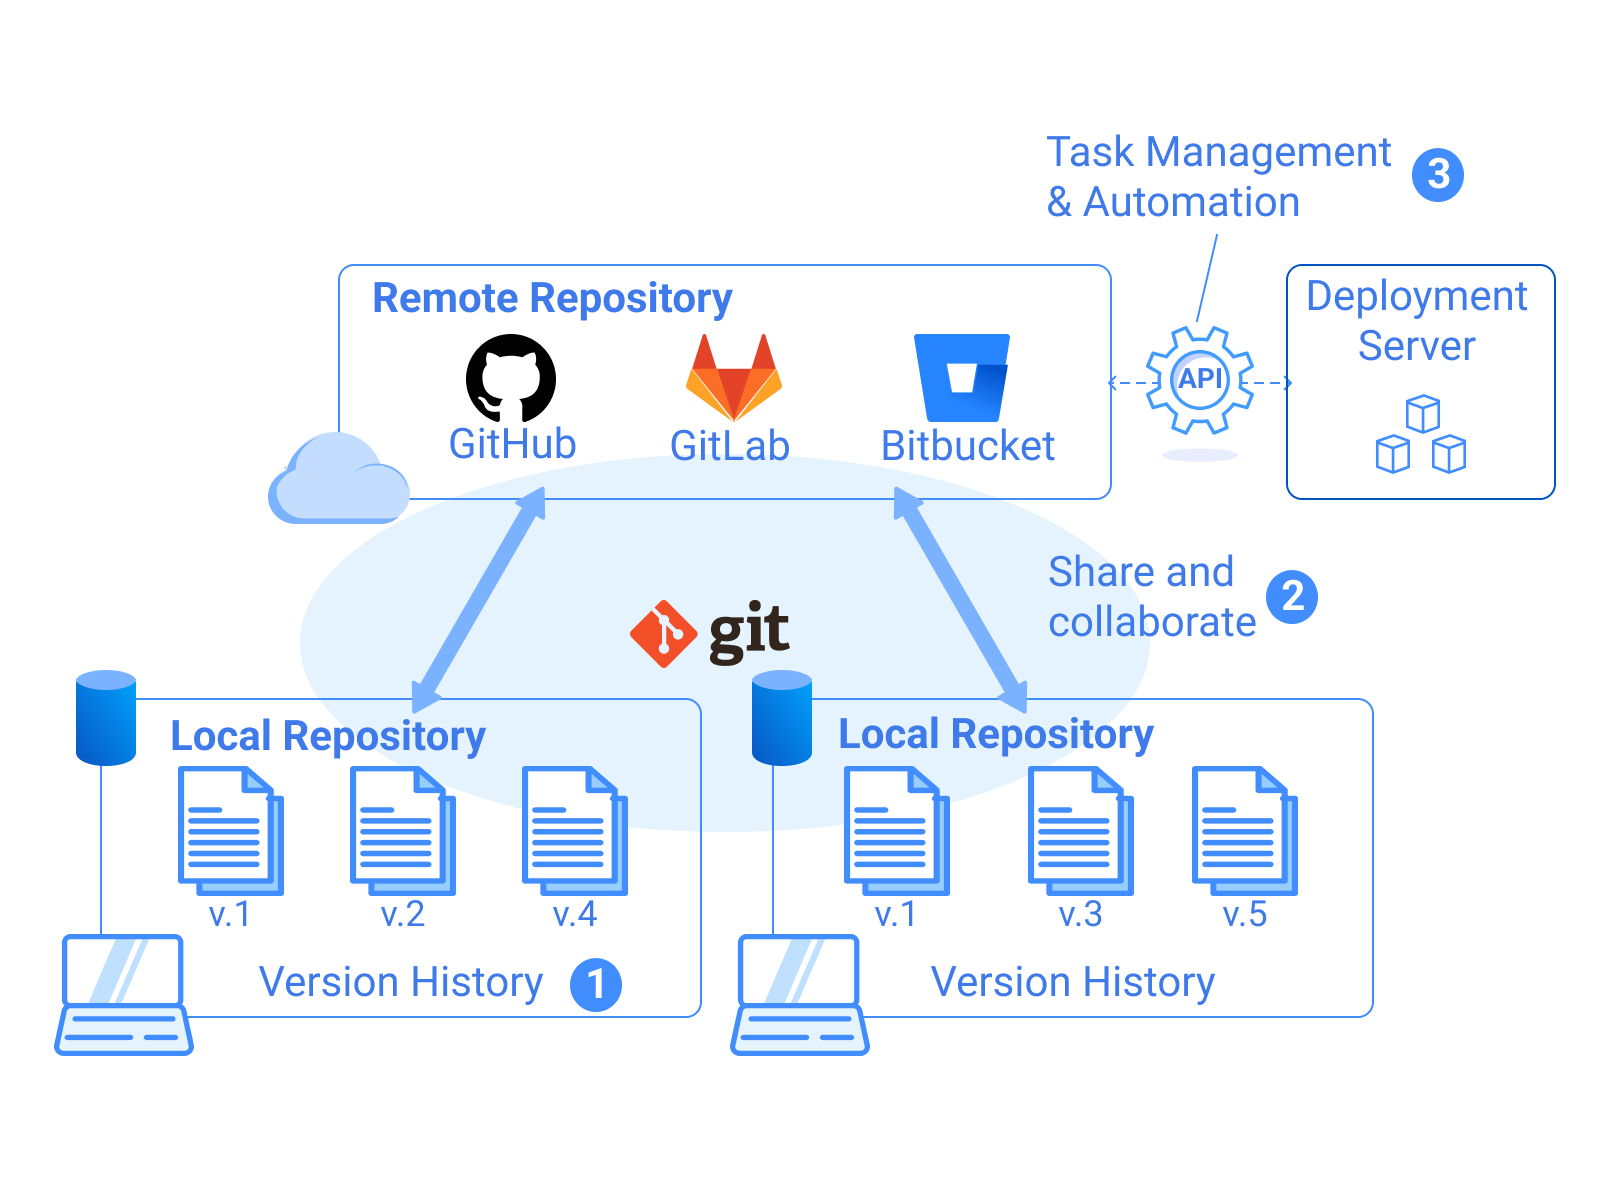 Task Management
& Automation
3
Remote Repository
Deployment
Server
API
GitHub
GitLab
Bitbucket
Share and
collaborate
2
git
Local Repository
v.1
v.2
v.4
Version History
1
Local Repository
v.1
v.3
v.5
Version History